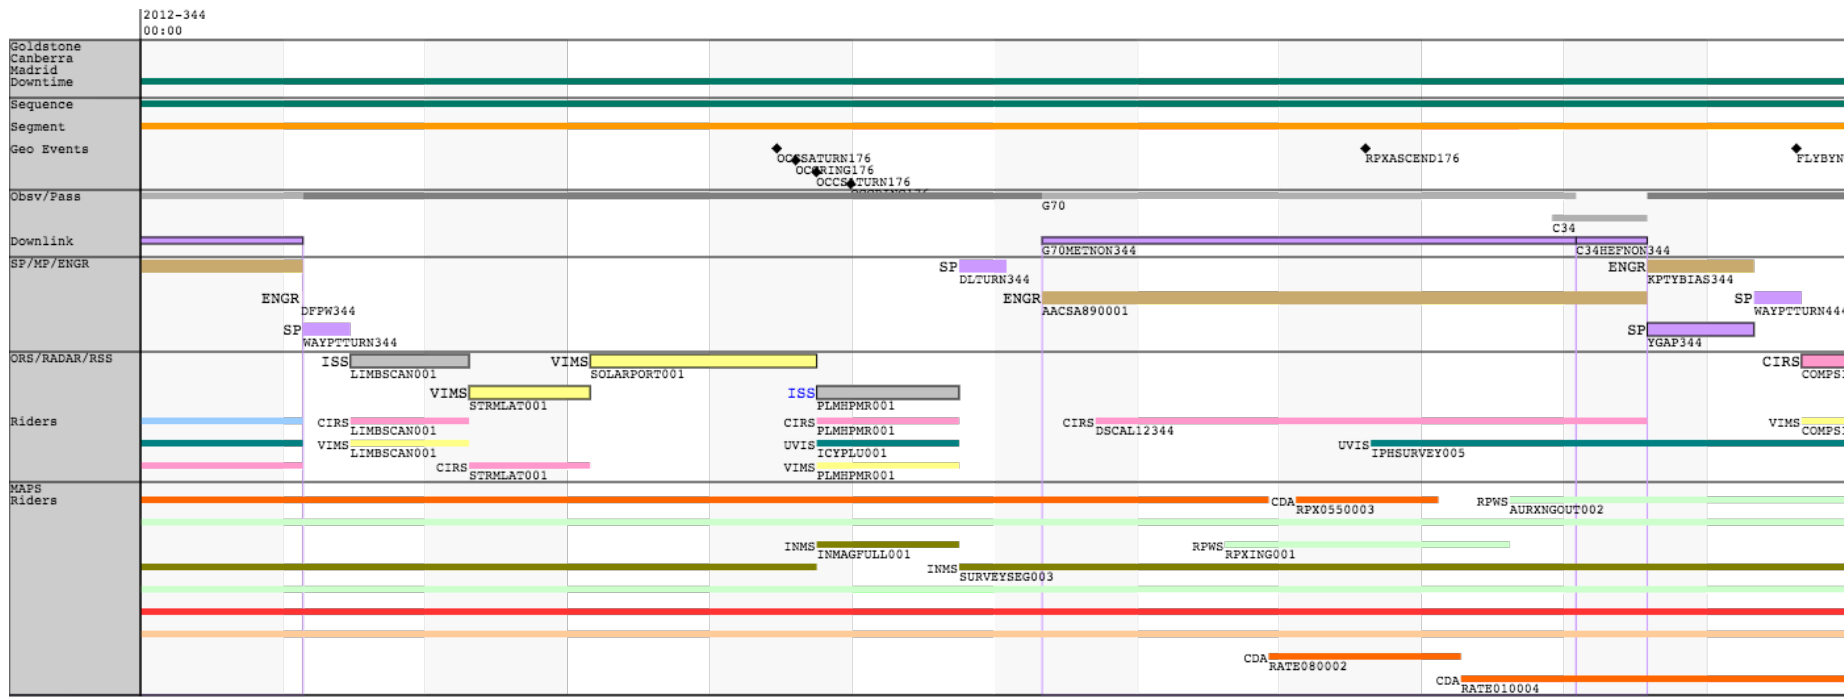 2012-344
00:00
Goldstone
Canberra
Madrid
Downtime
Sequence
Segment
Geo Events
OCCSATURN176
OCCRING176
OCCSATURN176
RPXASCEND176
FLYBYN
Obsv/Pass
G70
C34
Downlink
G70METNON344
C34HEFNON344
SP/MP/ENGR
SP
DLTURN344
ENGR
KPTYBIAS344
ENGR
DFPW344
ENGR
AACSA890001
SP
WAYPTTURN444
SP
WAYPTTURN344
SP
YGAP344
ORS/RADAR/RSS
ISS
LIMBSCAN001
VIMS
SOLARPORT001
CIRS
COMPS
VIMS
STRMLAT001
ISS
PLMHPMR001
Riders
CIRS
LIMBSCAN001
CIRS
PLMHPMR001
CIRS
DSCAL12344
VIMS
COMPS
VIMS
LIMBSCAN001
UVIS
ICYPLU001
UVIS
IPHSURVEY005
CIRS
STRMLAT001
VIMS
PLMHPMR001
MAPS
Riders
CDA
RPX0550003
RPWS
AURXNGOUT002
INMS
INMAGFULL001
RPWS
RPXING001
INMS
SURVEYSEG003
CDA
RATE080002
CDA
RATE010004